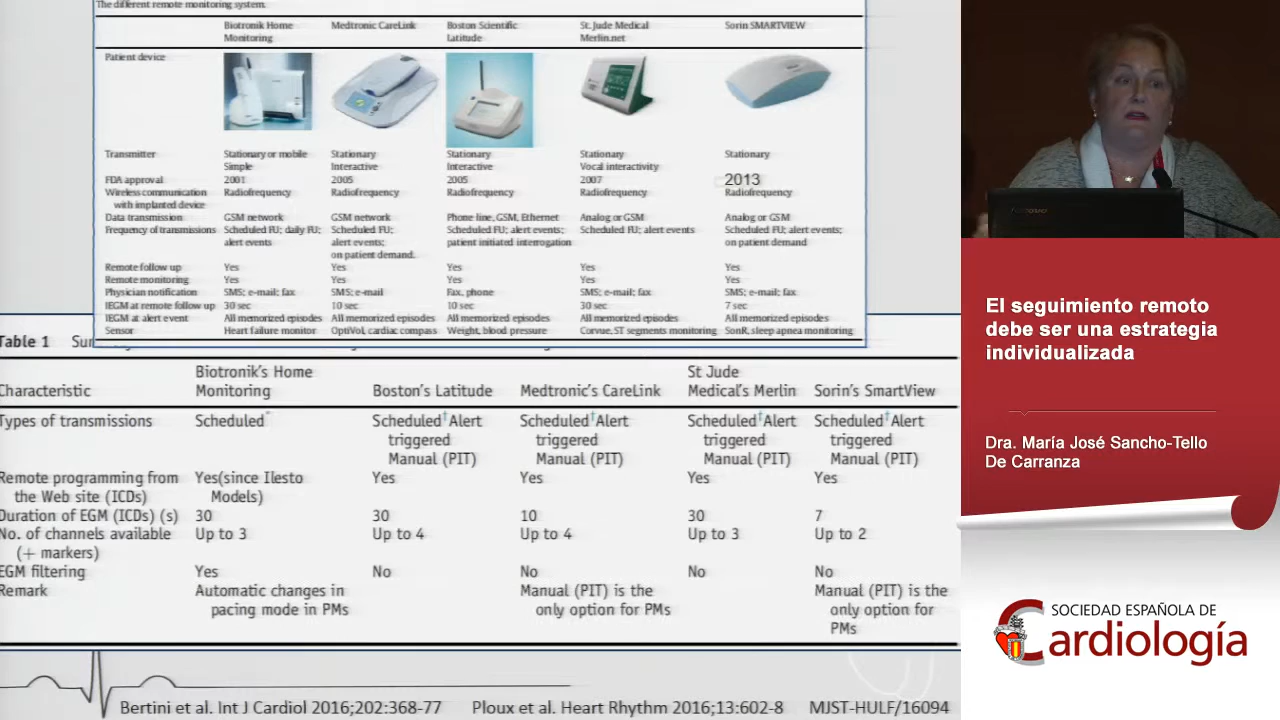 The different remote monitoring system.
Biotronik Home Monitoring Medtronic CareLink Boston Scientific Latitude St. Jude Medical Merlin.net Sorin SMARTVIEW
Patient device
Transmitter Stationary or mobile Simple Stationary Interactive Stationary Interactive Stationary Vocal interactivity Stationary
FDA approval 2001 2005 2005 2007 2013
Wireless communication with implanted device Radiofrequency Radiofrequency Radiofrequency Radiofrequency Radiofrequency
Data transmission GSM network GSM network Phone line, GSM, Ethernet Analog or GSM Analog or GSM
Frequency of transmissions Scheduled FU; daily FU; alert events Scheduled FU; alert events; on patient demand. Scheduled FU; alert events; patient initiated interrogation Scheduled FU; alert events Scheduled FU; alert events; on patient demand
Remote follow up Yes Yes Yes Yes Yes
Remote monitoring Yes Yes Yes Yes Yes
Physician notification SMS; e-mail; fax SMS; e-mail Fax, phone SMS; e-mail; fax SMS; e-mail; fax
IEGM at remote follow up 30 sec 10 sec 10 sec 30 sec 7 sec
IEGM at alert event All memorized episodes All memorized episodes All memorized episodes All memorized episodes All memorized episodes
Sensor Heart failure monitor OptiVol, cardiac compass Weight, blood pressure Corvue, ST segments monitoring SonR, sleep apnea monitoring
Table 1
Characteristic Biotronik's Home Monitoring Boston's Latitude Medtronic's CareLink St Jude Medical's Merlin Sorin's SmartView
Types of transmissions Scheduled* Scheduled†Alert triggered Manual (PIT) Scheduled†Alert triggered Manual (PIT) Scheduled†Alert triggered Manual (PIT) Scheduled†Alert triggered Manual (PIT)
Remote programming from the Web site (ICDs) Yes(since Ilesto Models) Yes Yes Yes Yes
Duration of EGM (ICDs) (s) 30 30 10 30 7
No. of channels available (+ markers) Up to 3 Up to 4 Up to 4 Up to 3 Up to 2
EGM filtering Yes No No No No
Remark Automatic changes in pacing mode in PMs Manual (PIT) is the only option for PMs Manual (PIT) is the only option for PMs
Bertini et al. Int J Cardiol 2016;202:368-77 Ploux et al. Heart Rhythm 2016;13:602-8 MJST-HULF/16094
El seguimiento remoto
debe ser una estrategia
individualizada
Dra. María José Sancho-Tello
De Carranza
SOCIEDAD ESPAÑOLA DE
Cardiología